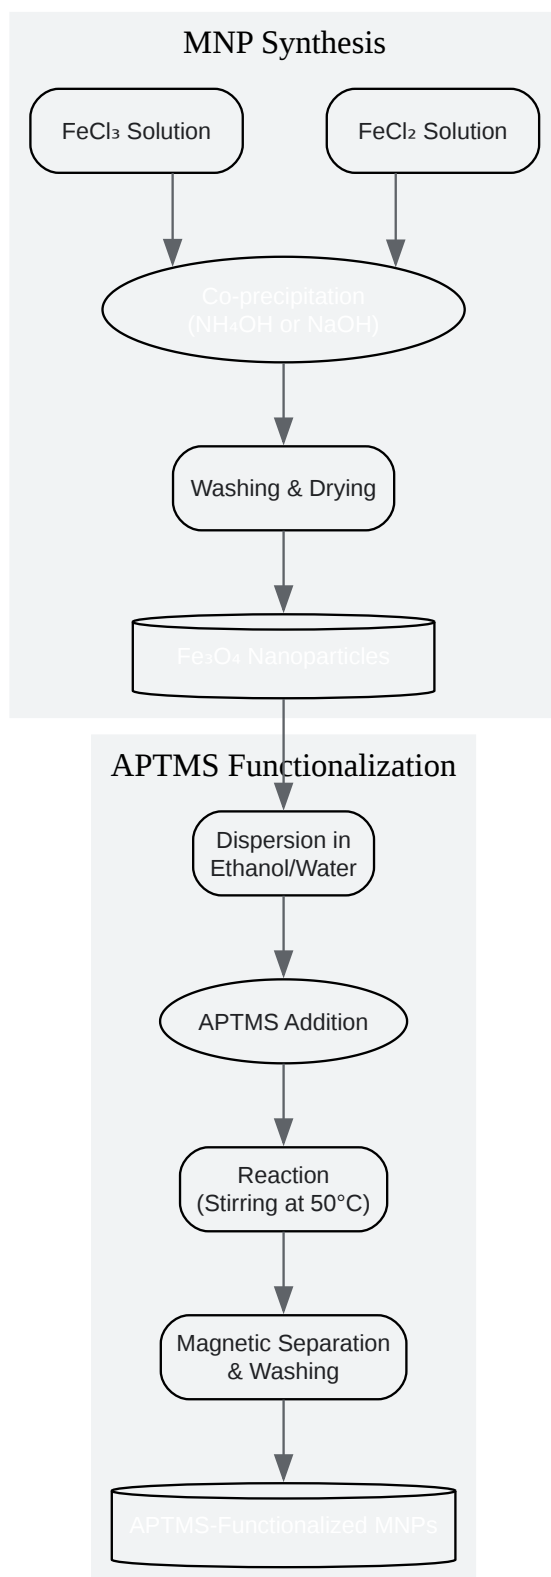 MNP Synthesis
FeCl₃ Solution
FeCl₂ Solution
Co-precipitation
(NH₄OH or NaOH)
Washing & Drying
Fe₃O₄ Nanoparticles
APTMS Functionalization
Dispersion in
Ethanol/Water
APTMS Addition
Reaction
(Stirring at 50°C)
Magnetic Separation
& Washing
APTMS-Functionalized MNPs